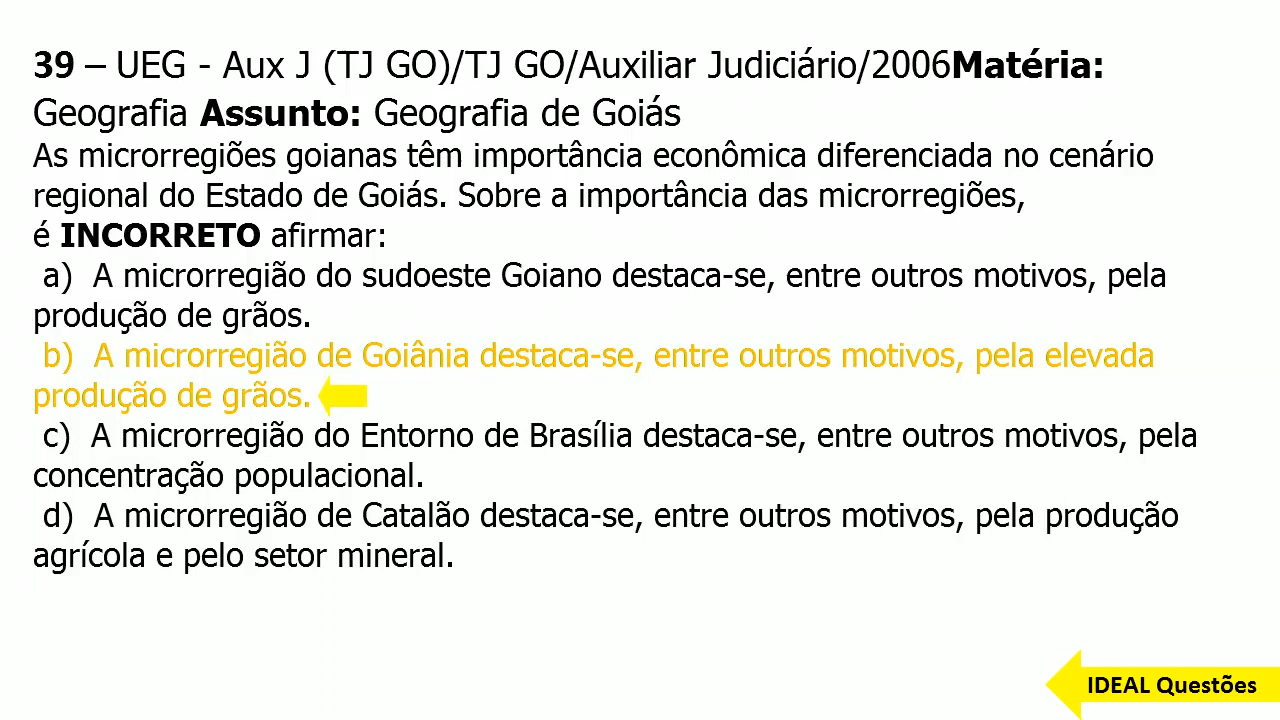 39 – UEG - Aux J (TJ GO)/TJ GO/Auxiliar Judiciário/2006Matéria:
Geografia Assunto: Geografia de Goiás
As microrregiões goianas têm importância econômica diferenciada no cenário
regional do Estado de Goiás. Sobre a importância das microrregiões,
é INCORRETO afirmar:
a) A microrregião do sudoeste Goiano destaca-se, entre outros motivos, pela
produção de grãos.
b) A microrregião de Goiânia destaca-se, entre outros motivos, pela elevada
produção de grãos.
c) A microrregião do Entorno de Brasília destaca-se, entre outros motivos, pela
concentração populacional.
d) A microrregião de Catalão destaca-se, entre outros motivos, pela produção
agrícola e pelo setor mineral.
IDEAL Questões